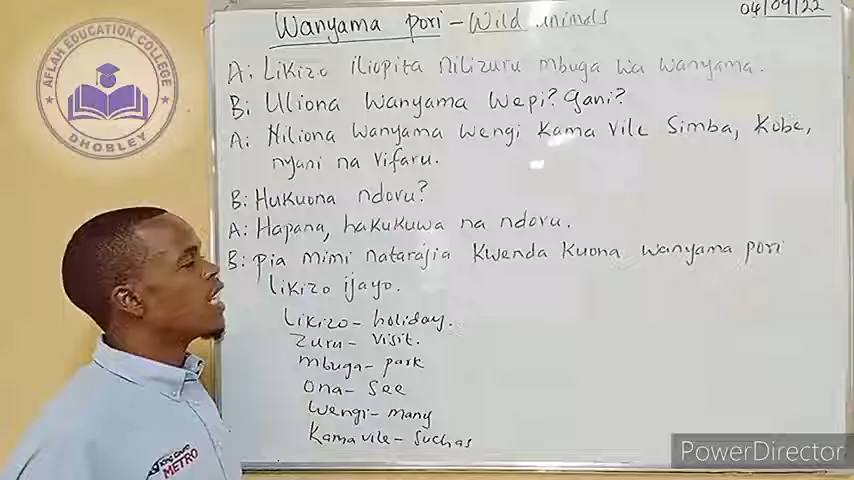 04/09/22
Wanyama pori - Wild animals
A: Likizo iliopita nilizuru mbuga wa wanyama.
B: Uliona wanyama wepi? gani?
A: Niliona wanyama wengi kama vile Simba, Kobe,
nyani na vifaru.
B: Hukuona ndovu?
A: Hapana, hakukuwa na ndovu.
B: pia mimi natarajia kwenda kuona wanyama pori
likizo ijayo.
Likizo - holiday.
Zuru - visit.
mbuga - park
Ona - See
Wengi - many
Kama vile - Suchas
AFLAH EDUCATION COLLEGE
DHOBLEY
METRO
PowerDirector